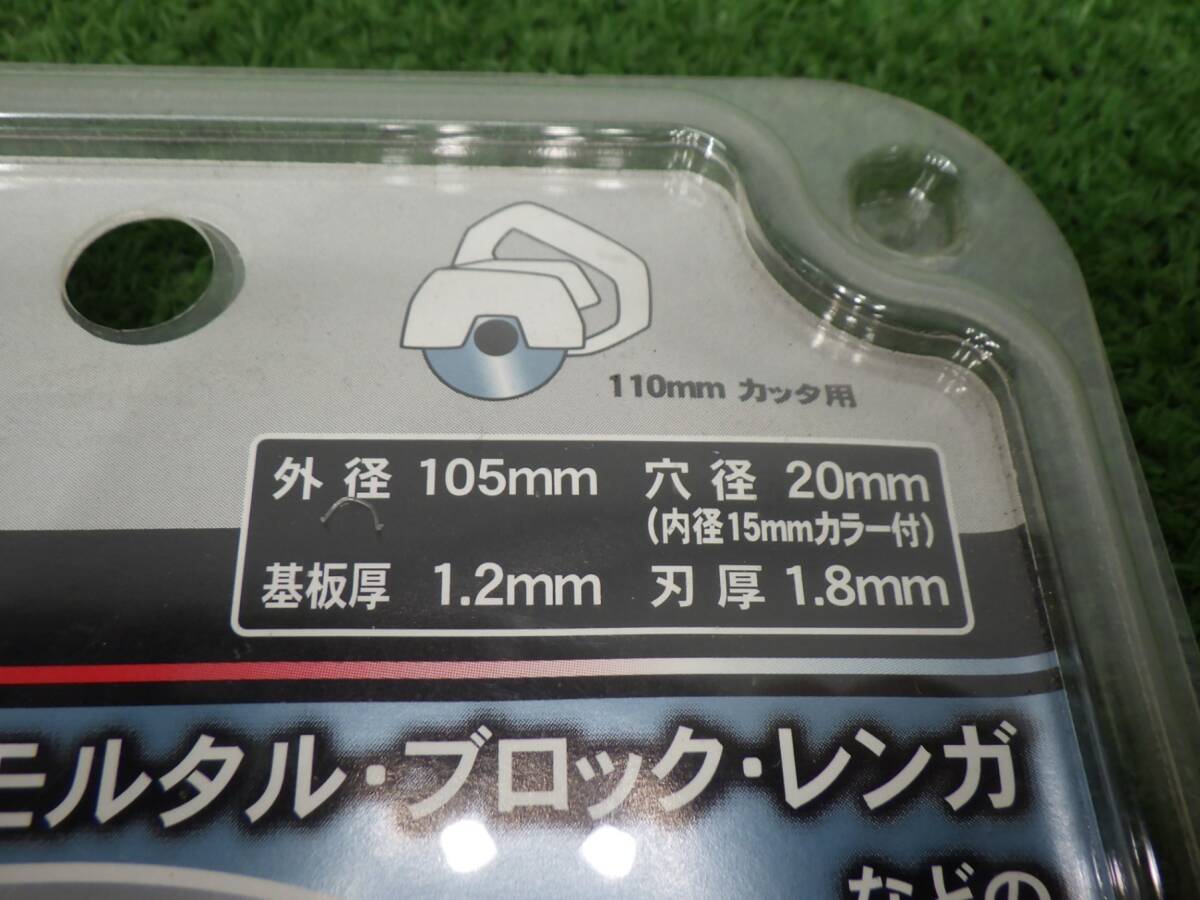 110mm カッタ用
外径 105mm 穴径 20mm
(内径15mmカラー付)
基板厚 1.2mm 刃厚 1.8mm
モルタル・ブロック・レンガ
などの